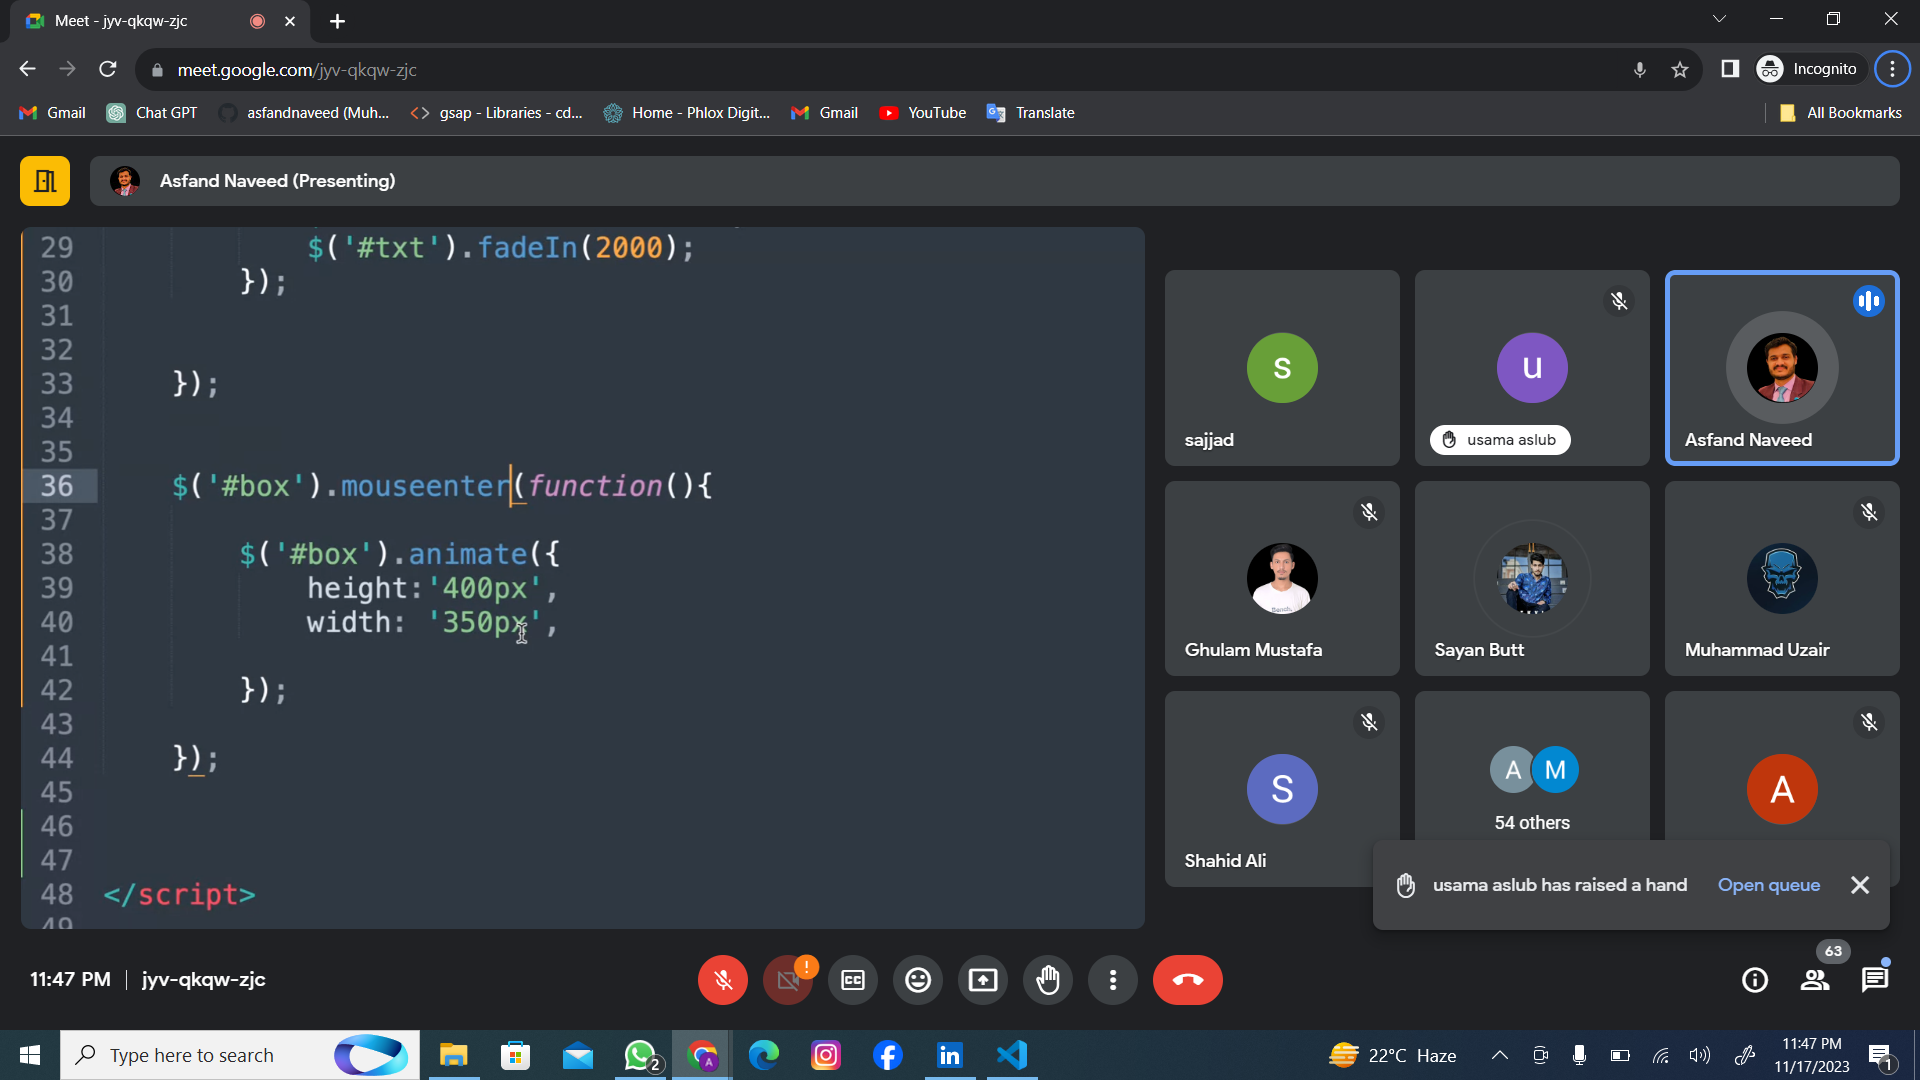 Meet - jyv-qkqw-zjc
meet.google.com/jyv-qkqw-zjc
Incognito
Gmail
Chat GPT
asfandnaveed (Muh...
gsap - Libraries - cd...
Home - Phlox Digit...
Gmail
YouTube
Translate
All Bookmarks
Asfand Naveed (Presenting)
29 $('#txt').fadeIn(2000);
30 });
31
32
33 });
34
35
36 $('#box').mouseenter(function(){
37
38 $('#box').animate({
39 height:'400px',
40 width: '350px',
41
42 });
43
44 });
45
46
47
48 </script>
49
s
sajjad
u
usama aslub
Asfand Naveed
Ghulam Mustafa
Sayan Butt
Muhammad Uzair
S
Shahid Ali
A M
54 others
A
usama aslub has raised a hand
Open queue
11:47 PM | jyv-qkqw-zjc
!
CC
63
Type here to search
2
A
22°C Haze
11:47 PM
11/17/2023
1